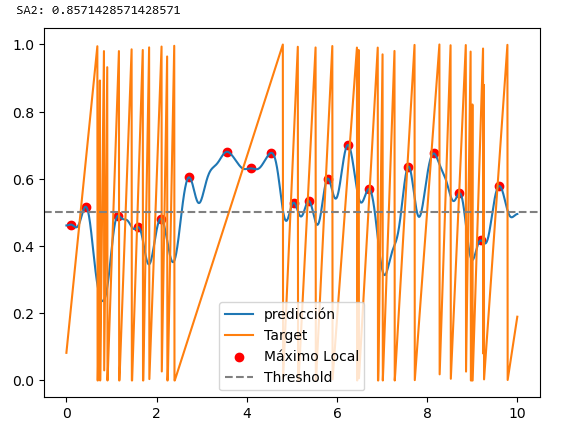 SA2: 0.8571428571428571
1.0
0.8
0.6
0.4
0.2
0.0
predicción
Target
Máximo Local
Threshold
0 2 4 6 8 10